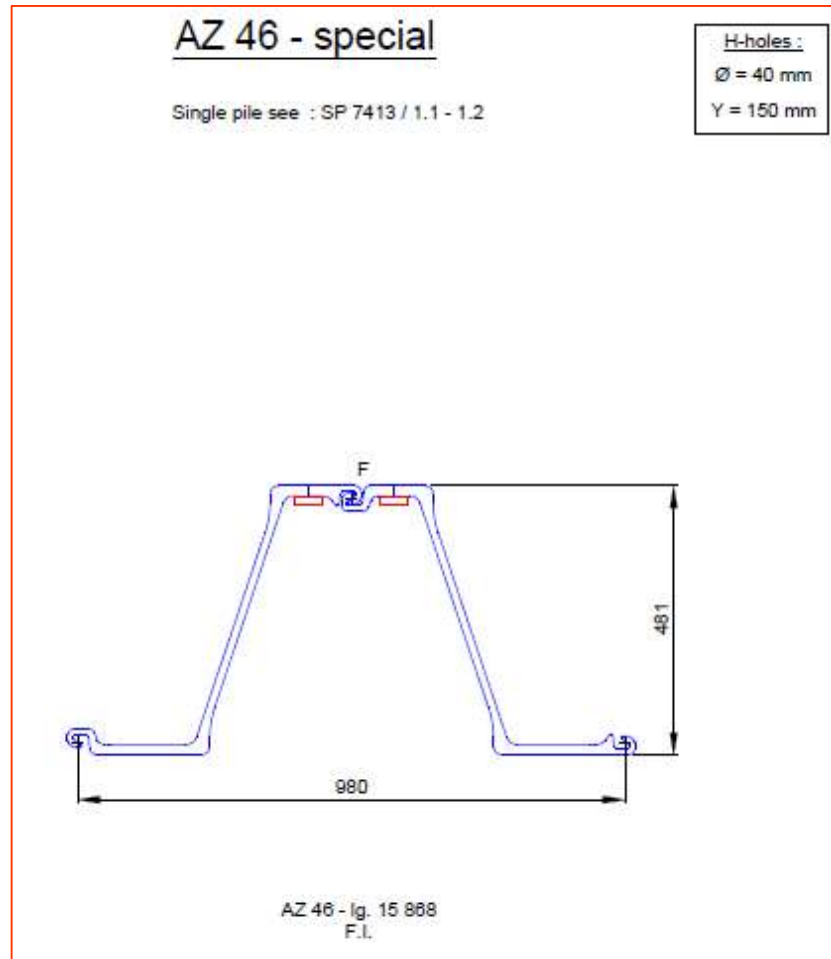 AZ 46 - special
H-holes :
Ø = 40 mm
Y = 150 mm
Single pile see : SP 7413 / 1.1 - 1.2
F
481
980
AZ 46 - lg. 15 868
F.I.